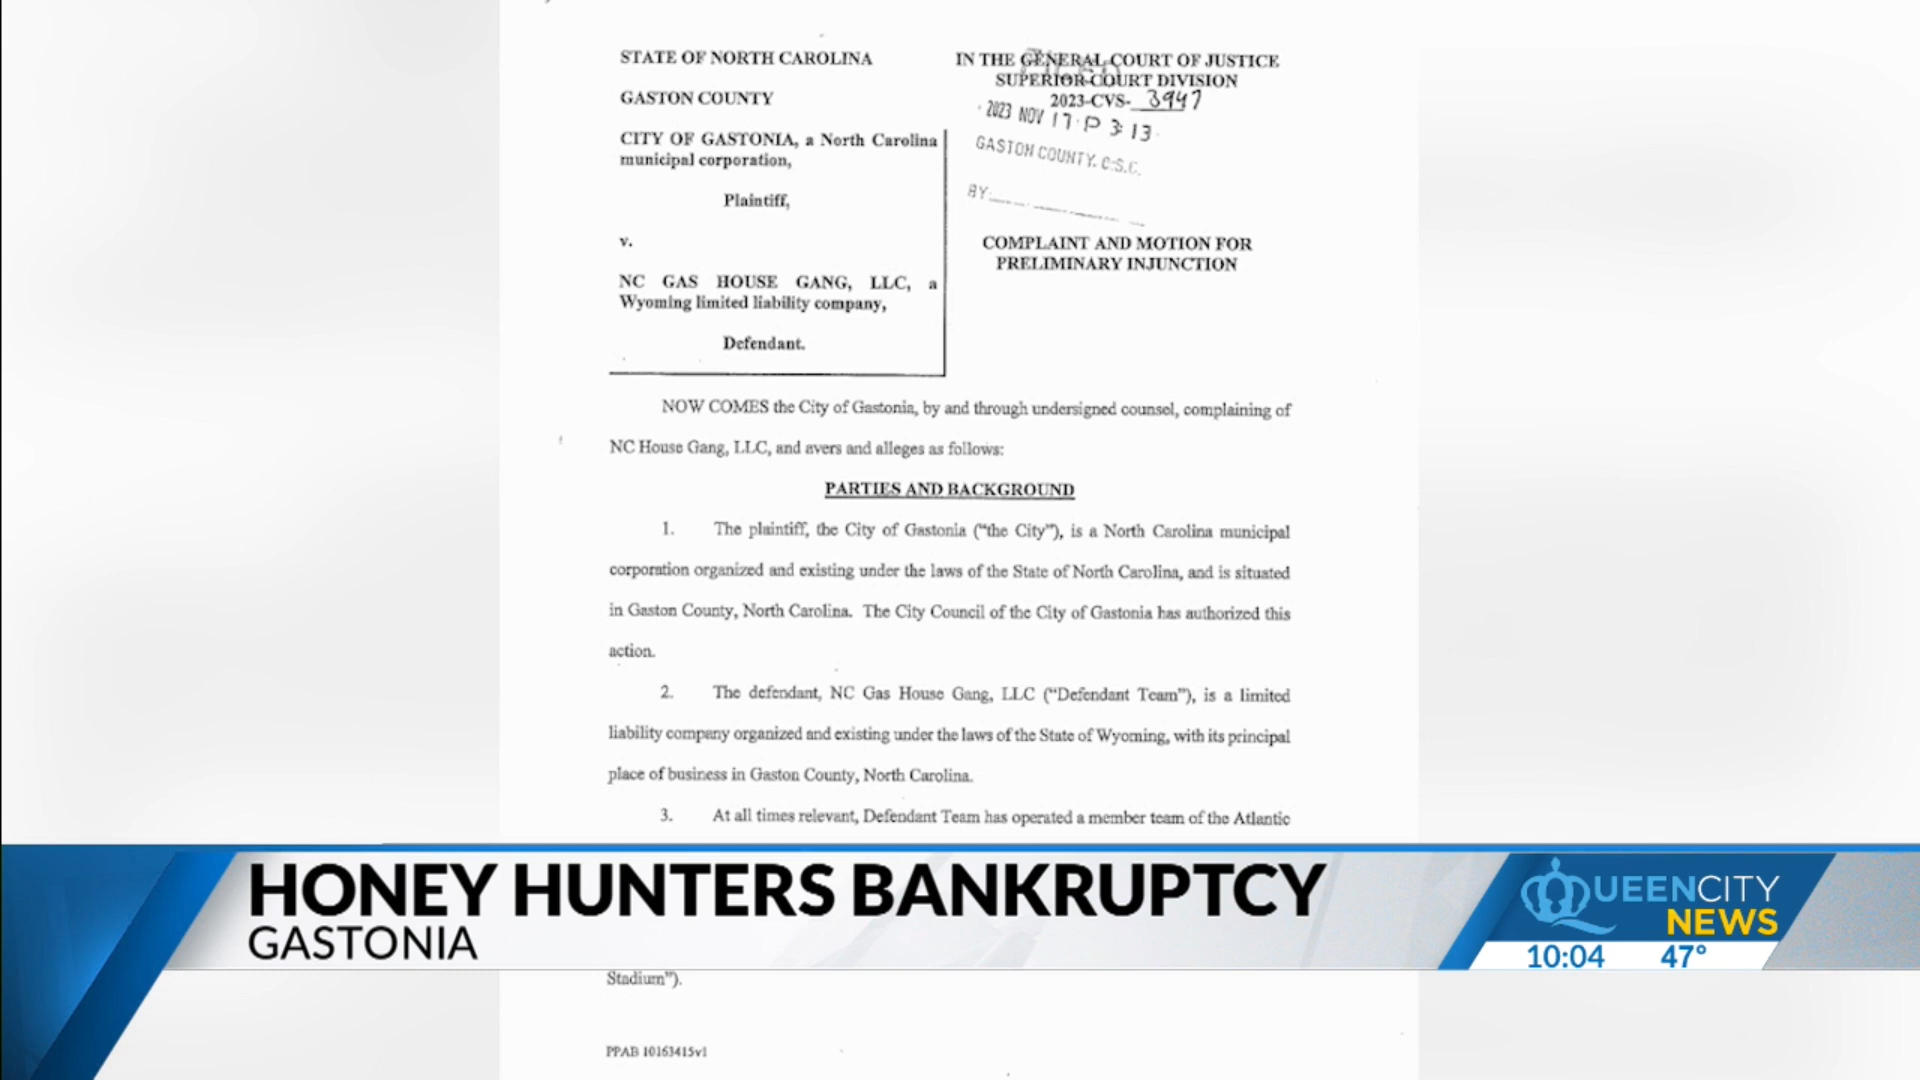 STATE OF NORTH CAROLINA
GASTON COUNTY
CITY OF GASTONIA, a North Carolina
municipal corporation,
Plaintiff,
v.
NC GAS HOUSE GANG, LLC, a
Wyoming limited liability company,
Defendant.
IN THE GENERAL COURT OF JUSTICE
SUPERIOR COURT DIVISION
2023-CVS- 3947
FILED
2023 NOV 17 P 3:13
GASTON COUNTY, C.S.C.
BY
COMPLAINT AND MOTION FOR
PRELIMINARY INJUNCTION
NOW COMES the City of Gastonia, by and through undersigned counsel, complaining of
NC House Gang, LLC, and avers and alleges as follows:
PARTIES AND BACKGROUND
1. The plaintiff, the City of Gastonia (“the City”), is a North Carolina municipal
corporation organized and existing under the laws of the State of North Carolina, and is situated
in Gaston County, North Carolina. The City Council of the City of Gastonia has authorized this
action.
2. The defendant, NC Gas House Gang, LLC (“Defendant Team”), is a limited
liability company organized and existing under the laws of the State of Wyoming, with its principal
place of business in Gaston County, North Carolina.
3. At all times relevant, Defendant Team has operated a member team of the Atlantic
HONEY HUNTERS BANKRUPTCY
GASTONIA
QUEEN CITY
NEWS
10:04 47°
Stadium”).
PPAB 10163415v1